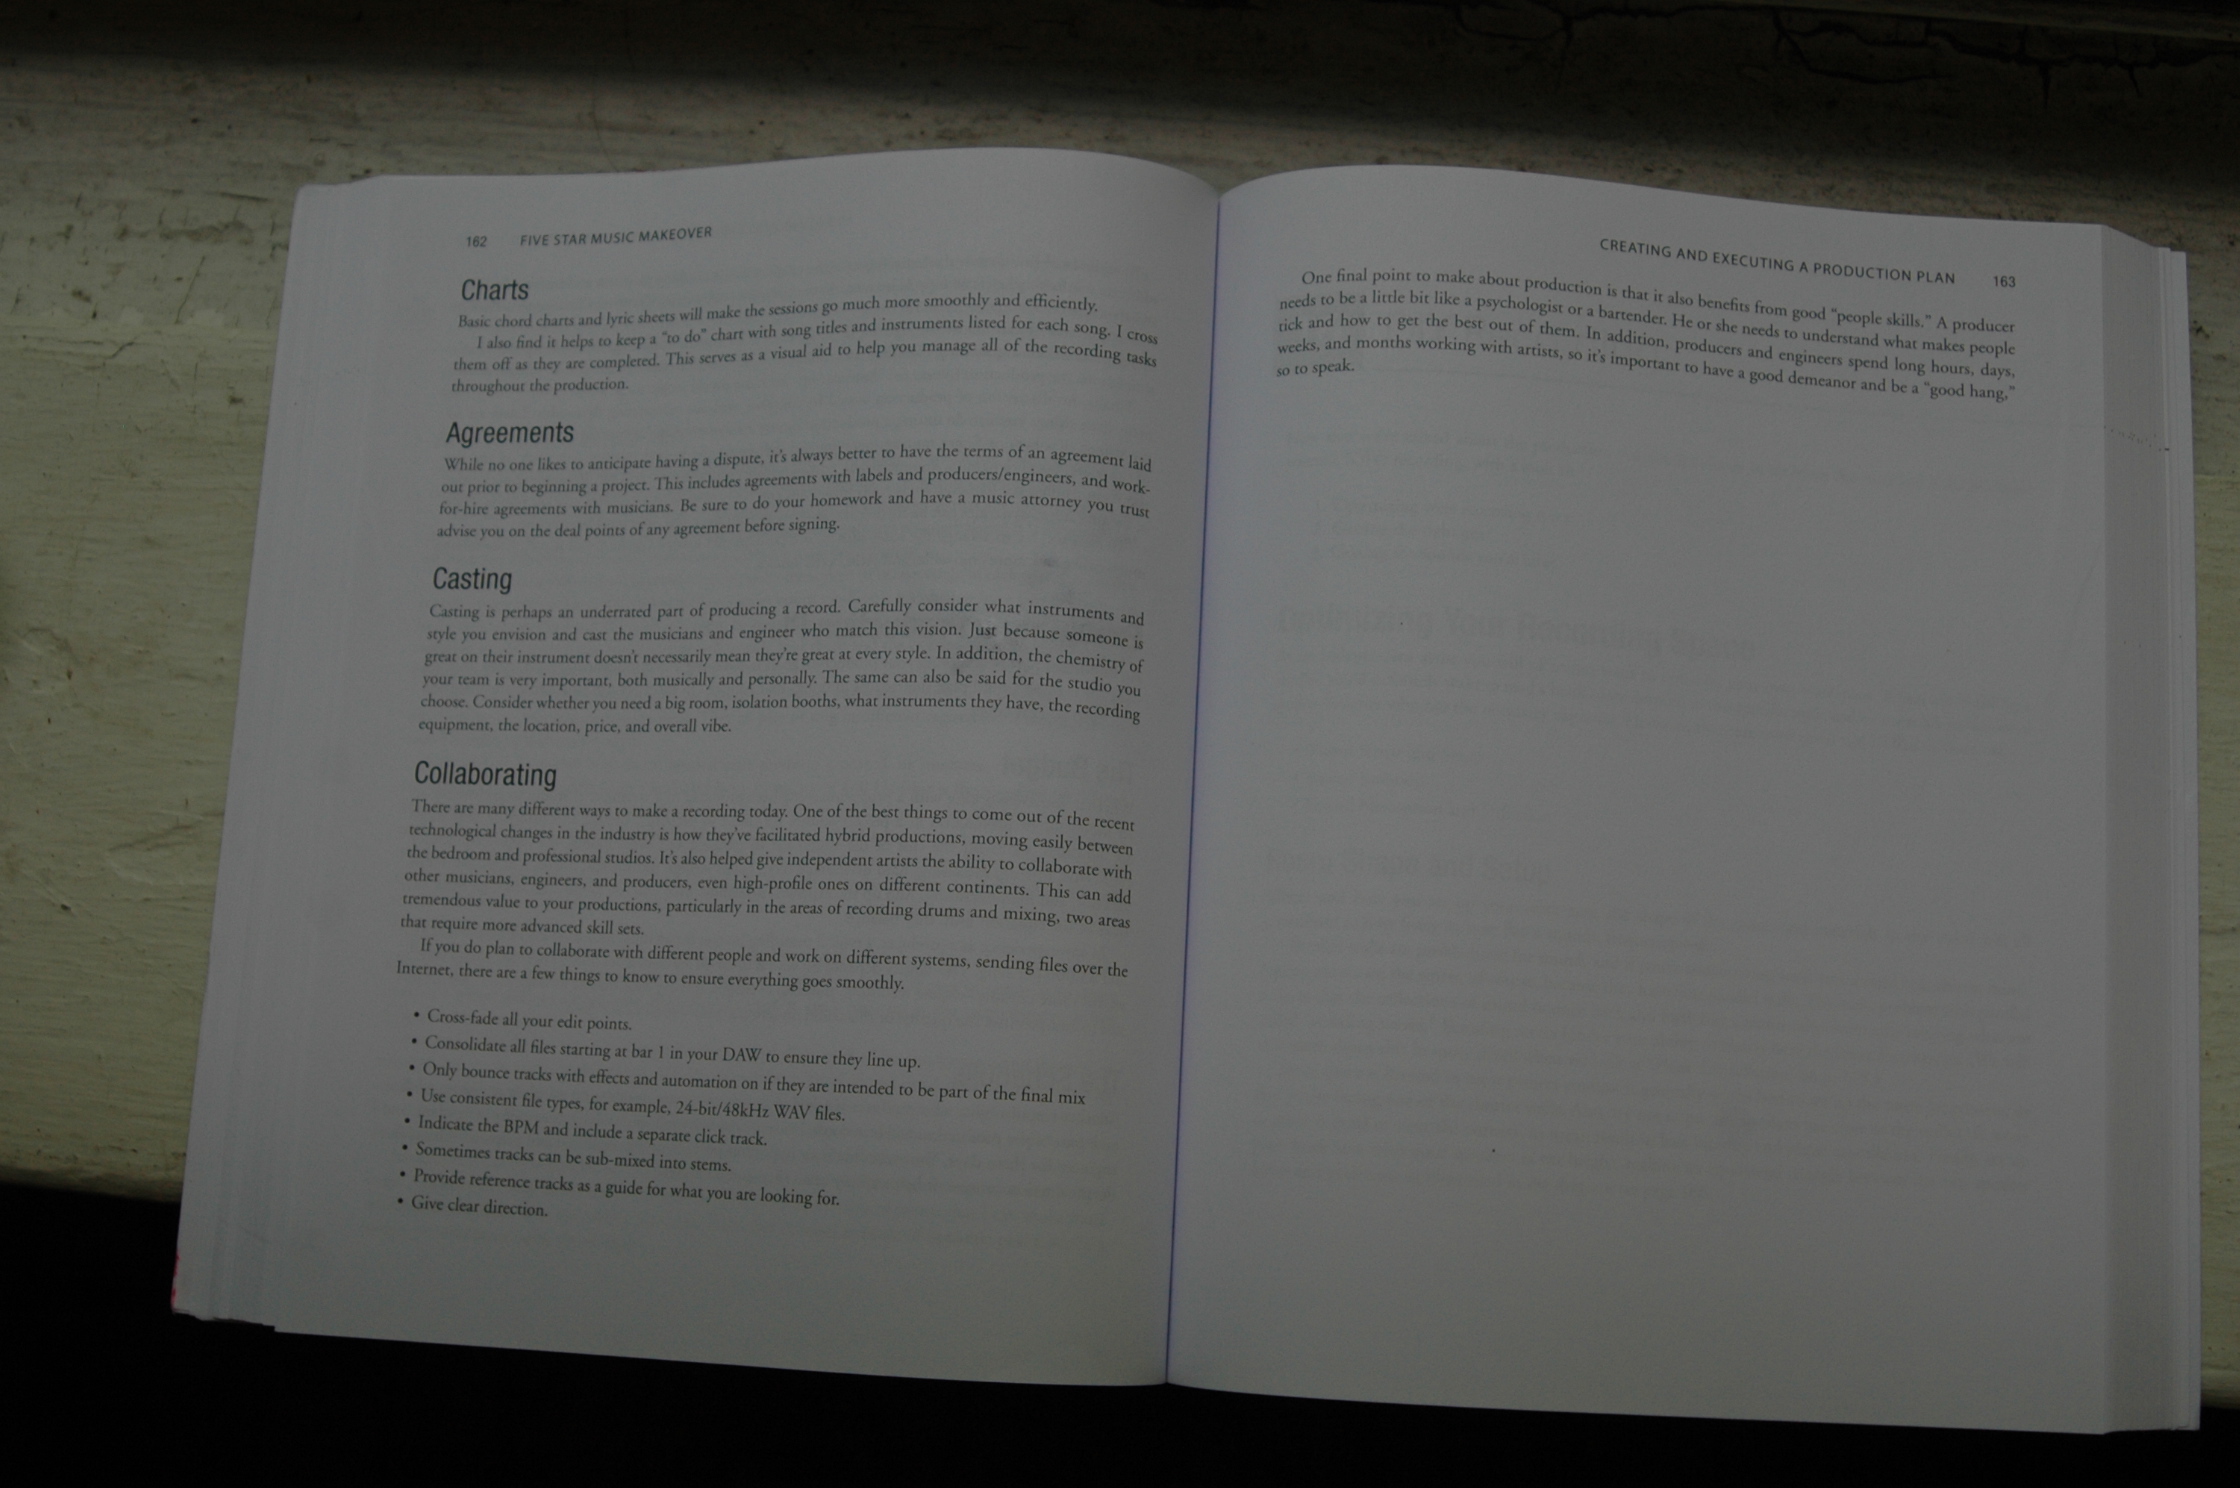 162 FIVE STAR MUSIC MAKEOVER
Charts
Basic chord charts and lyric sheets will make the sessions go much more smoothly and efficiently.
I also find it helps to keep a “to do” chart with song titles and instruments listed for each song. I cross
them off as they are completed. This serves as a visual aid to help you manage all of the recording tasks
throughout the production.
Agreements
While no one likes to anticipate having a dispute, it’s always better to have the terms of an agreement laid
out prior to beginning a project. This includes agreements with labels and producers/engineers, and work-
for-hire agreements with musicians. Be sure to do your homework and have a music attorney you trust
advise you on the deal points of any agreement before signing.
Casting
Casting is perhaps an underrated part of producing a record. Carefully consider what instruments and
style you envision and cast the musicians and engineer who match this vision. Just because someone is
great on their instrument doesn’t necessarily mean they’re great at every style. In addition, the chemistry of
your team is very important, both musically and personally. The same can also be said for the studio you
choose. Consider whether you need a big room, isolation booths, what instruments they have, the recording
equipment, the location, price, and overall vibe.
Collaborating
There are many different ways to make a recording today. One of the best things to come out of the recent
technological changes in the industry is how they’ve facilitated hybrid productions, moving easily between
the bedroom and professional studios. It’s also helped give independent artists the ability to collaborate with
other musicians, engineers, and producers, even high-profile ones on different continents. This can add
tremendous value to your productions, particularly in the areas of recording drums and mixing, two areas
that require more advanced skill sets.
If you do plan to collaborate with different people and work on different systems, sending files over the
Internet, there are a few things to know to ensure everything goes smoothly.
• Cross-fade all your edit points.
• Consolidate all files starting at bar 1 in your DAW to ensure they line up.
• Only bounce tracks with effects and automation on if they are intended to be part of the final mix
• Use consistent file types, for example, 24-bit/48kHz WAV files.
• Indicate the BPM and include a separate click track.
• Sometimes tracks can be sub-mixed into stems.
• Provide reference tracks as a guide for what you are looking for.
• Give clear direction.
CREATING AND EXECUTING A PRODUCTION PLAN 163
One final point to make about production is that it also benefits from good “people skills.” A producer
needs to be a little bit like a psychologist or a bartender. He or she needs to understand what makes people
tick and how to get the best out of them. In addition, producers and engineers spend long hours, days,
weeks, and months working with artists, so it’s important to have a good demeanor and be a “good hang,”
so to speak.